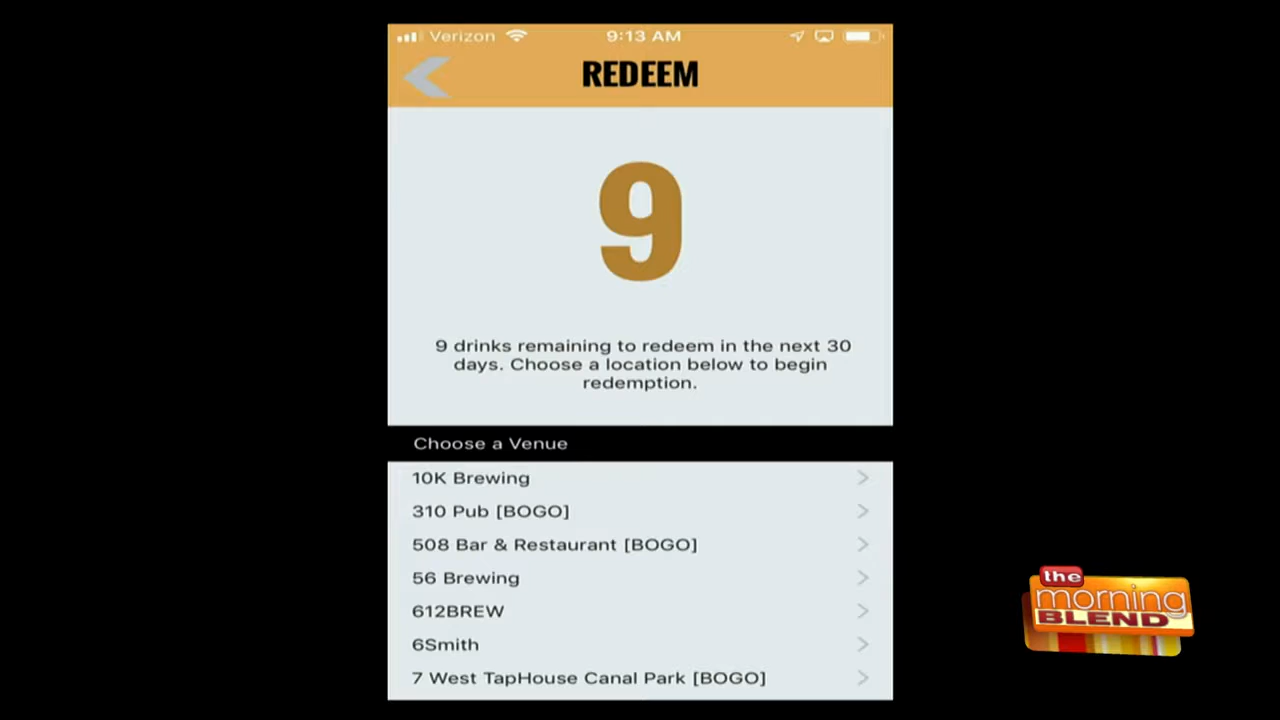 Verizon 9:13 AM
REDEEM
9
9 drinks remaining to redeem in the next 30
days. Choose a location below to begin
redemption.
Choose a Venue
10K Brewing
310 Pub [BOGO]
508 Bar & Restaurant [BOGO]
56 Brewing
612BREW
6Smith
7 West TapHouse Canal Park [BOGO]
the
morning
BLEND